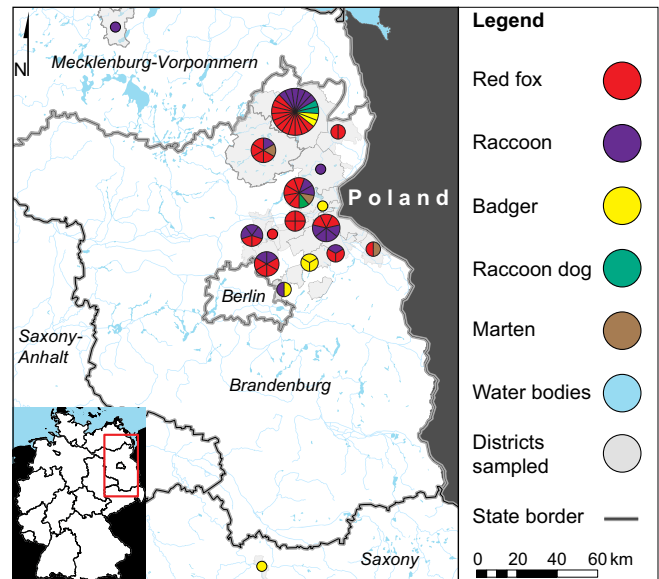 Mecklenburg-Vorpommern
N
Poland
Berlin
Saxony-
Anhalt
Brandenburg
Saxony
Legend
Red fox
Raccoon
Badger
Raccoon dog
Marten
Water bodies
Districts
sampled
State border
0 20 60 km